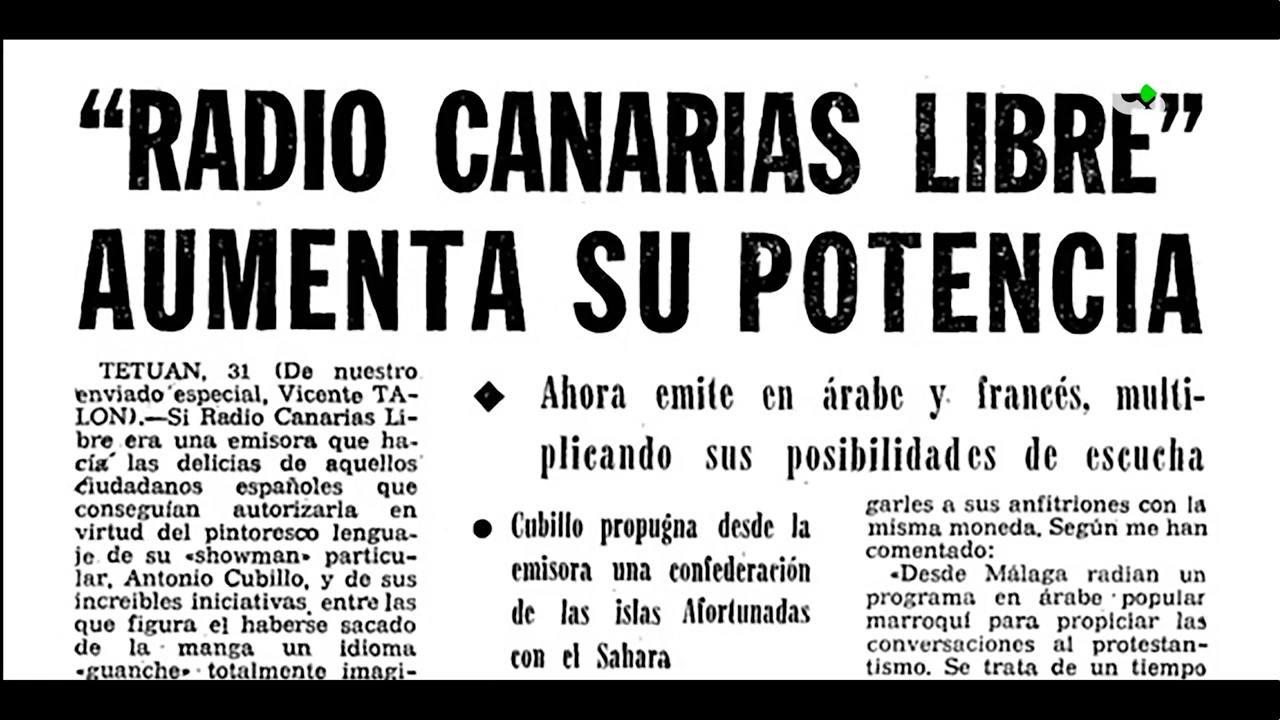 “RADIO CANARIAS LIBRE”
AUMENTA SU POTENCIA
TETUAN, 31 (De nuestro
enviado especial, Vicente TA-
LON).—Si Radio Canarias Li-
bre era una emisora que ha-
cía las delicias de aquellos
ciudadanos españoles que
conseguían autorizarla en
virtud del pintoresco lengua-
je de su «showman» particu-
lar, Antonio Cubillo, y de sus
increíbles iniciativas, entre las
que figura el haberse sacado
de la manga un idioma
«guanche» totalmente imagi-
◆ Ahora emite en árabe y francés, multi-
plicando sus posibilidades de escucha
● Cubillo propugna desde la
emisora una confederación
de las islas Afortunadas
con el Sahara
garles a sus anfitriones con la
misma moneda. Según me han
comentado:
«Desde Málaga radian un
programa en árabe popular
marroquí para propiciar las
conversaciones al protestan-
tismo. Se trata de un tiempo